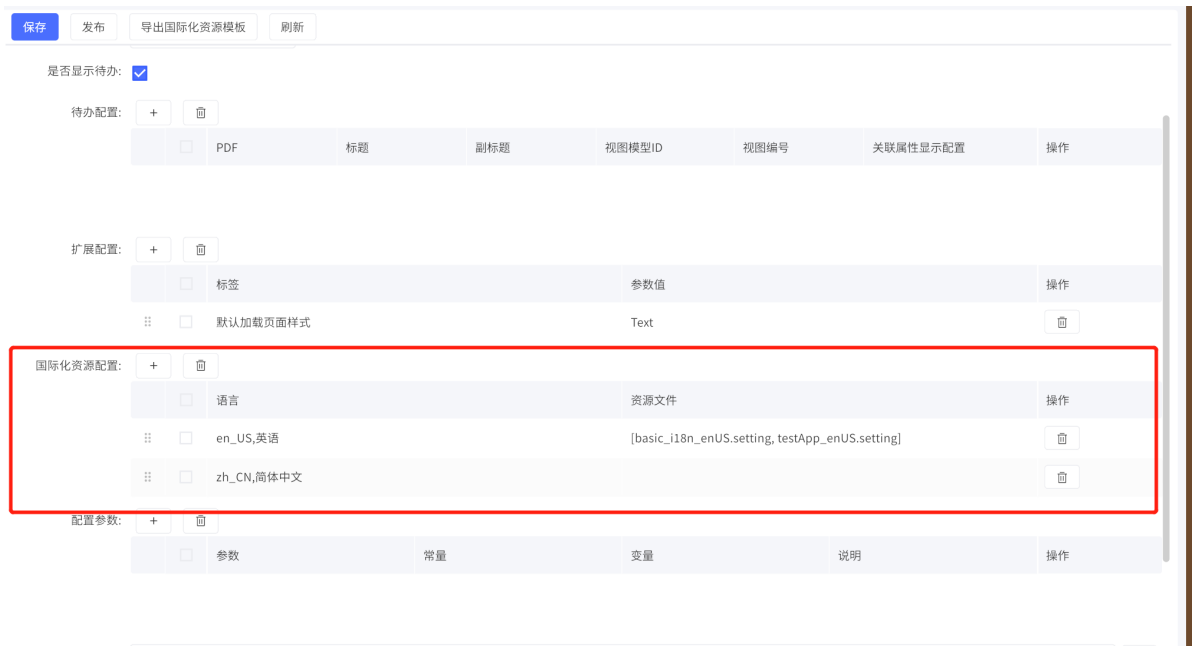 保存 发布 导出国际化资源模板 刷新
是否显示待办:
待办配置: +
PDF 标题 副标题 视图模型ID 视图编号 关联属性显示配置 操作
扩展配置: +
标签 参数值 操作
默认加载页面样式 Text
国际化资源配置: +
语言 资源文件 操作
en_US,英语 [basic_i18n_enUS.setting, testApp_enUS.setting]
zh_CN,简体中文
配置参数: +
参数 常量 变量 说明 操作